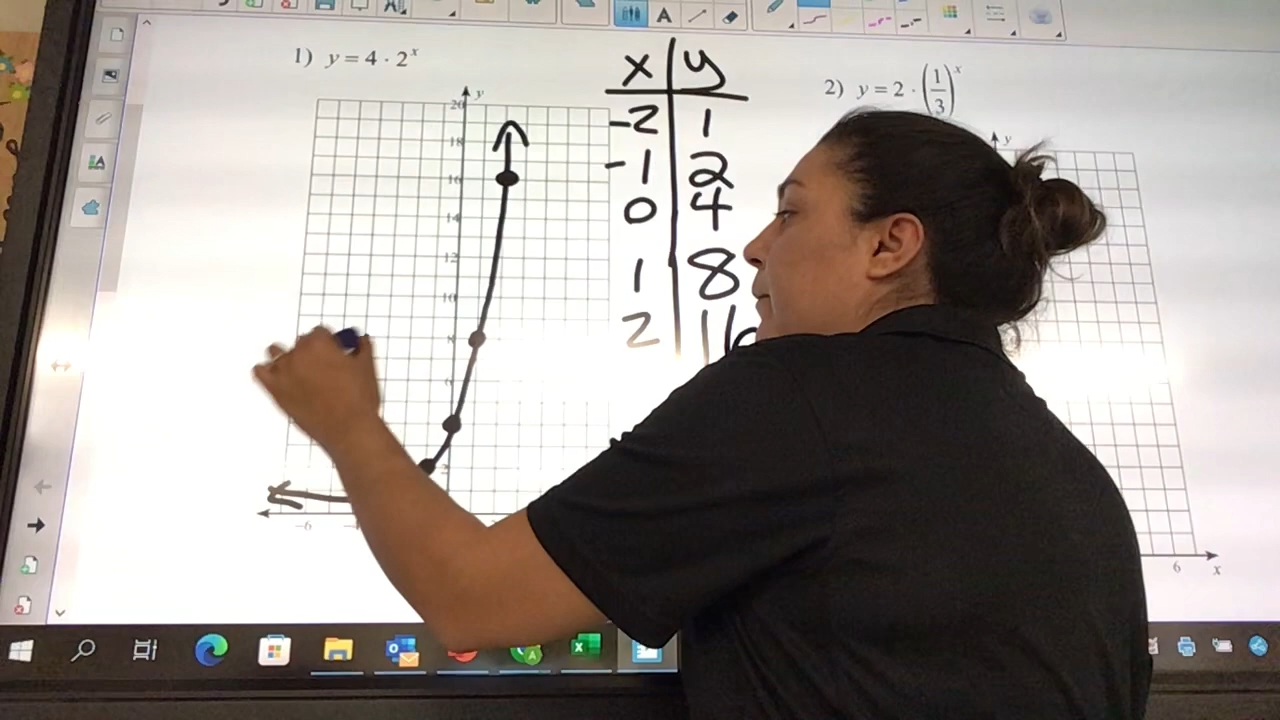 1) y = 4 · 2ˣ
x y
-2 1
-1 2
0 4
1 8
2 16
2) y = 2 · (1/3)ˣ
y
20
18
16
14
12
10
8
6
2
-6
y
6 x